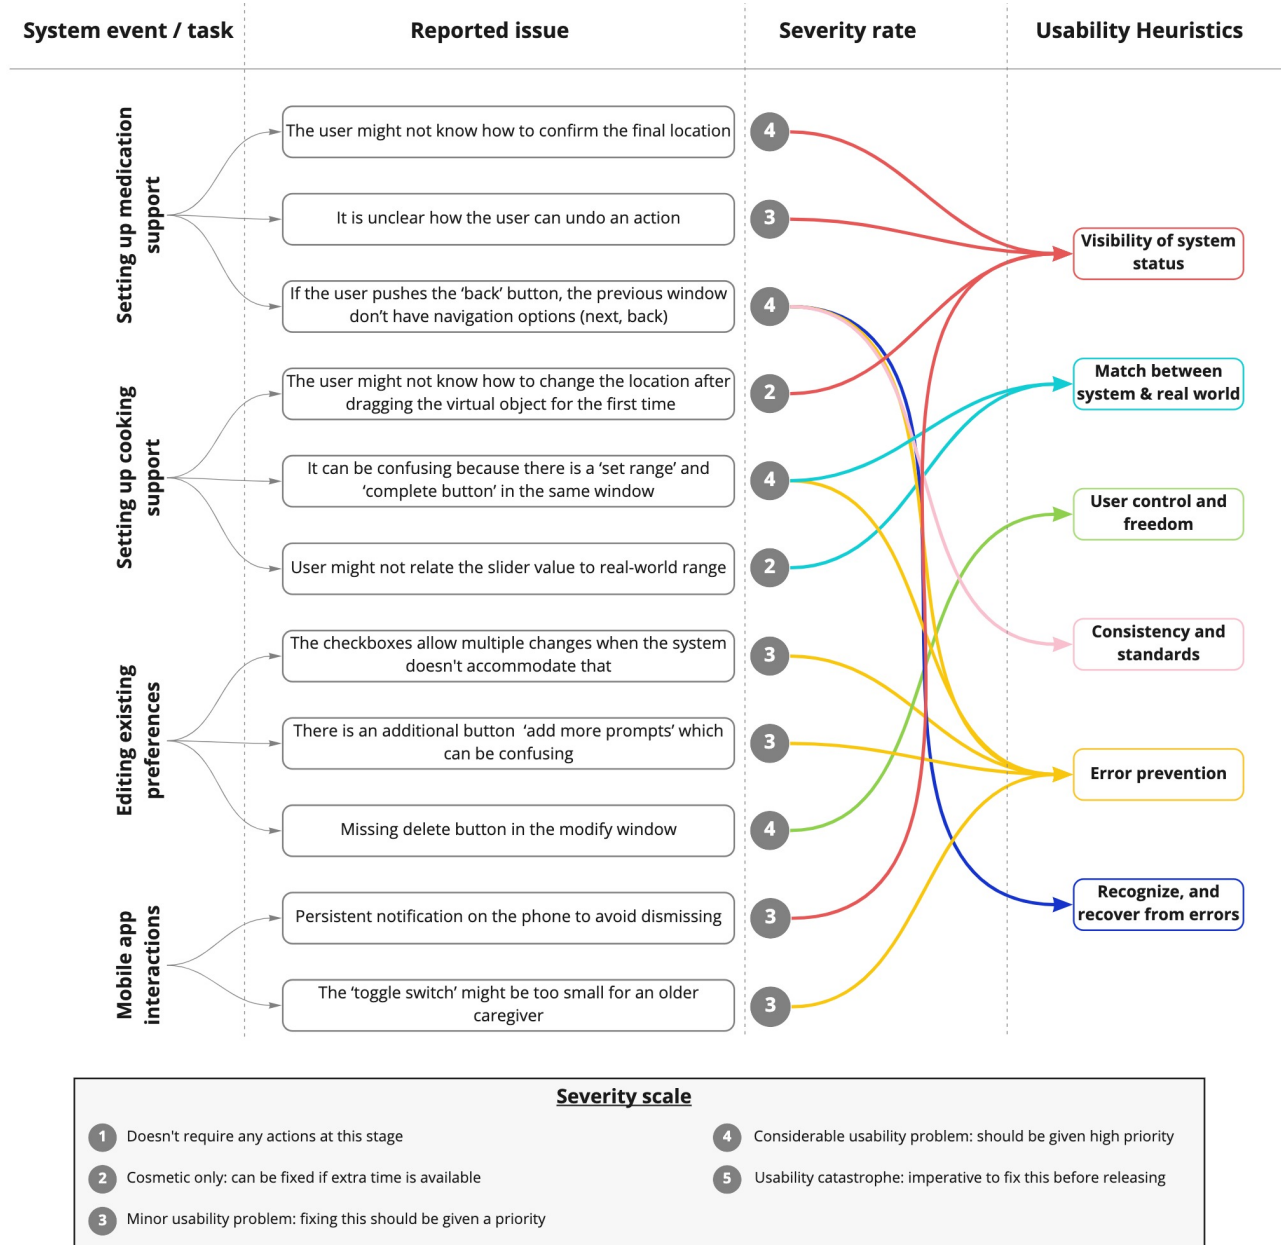 System event / task
Reported issue
Severity rate
Usability Heuristics
Setting up medication
support
The user might not know how to confirm the final location
4
It is unclear how the user can undo an action
3
If the user pushes the ‘back’ button, the previous window
don’t have navigation options (next, back)
4
Setting up cooking
support
The user might not know how to change the location after
dragging the virtual object for the first time
2
It can be confusing because there is a ‘set range’ and
‘complete button’ in the same window
4
User might not relate the slider value to real-world range
2
Editing existing
preferences
The checkboxes allow multiple changes when the system
doesn't accommodate that
3
There is an additional button ‘add more prompts’ which
can be confusing
3
Missing delete button in the modify window
4
Mobile app
interactions
Persistent notification on the phone to avoid dismissing
3
The ‘toggle switch’ might be too small for an older
caregiver
3
Visibility of system
status
Match between
system & real world
User control and
freedom
Consistency and
standards
Error prevention
Recognize, and
recover from errors
Severity scale
1 Doesn't require any actions at this stage
2 Cosmetic only: can be fixed if extra time is available
3 Minor usability problem: fixing this should be given a priority
4 Considerable usability problem: should be given high priority
5 Usability catastrophe: imperative to fix this before releasing